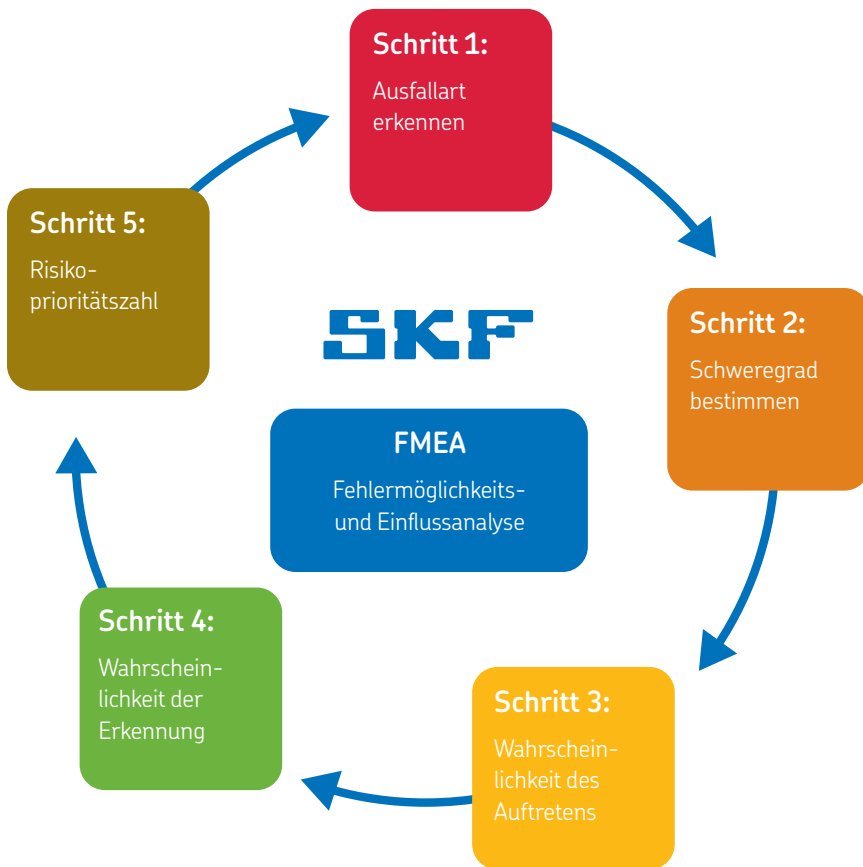 Schritt 1:
Ausfallart
erkennen
Schritt 2:
Schweregrad
bestimmen
Schritt 3:
Wahrschein-
lichkeit des
Auftretens
Schritt 4:
Wahrschein-
lichkeit der
Erkennung
Schritt 5:
Risiko-
prioritätszahl
SKF
FMEA
Fehlermöglichkeits-
und Einflussanalyse